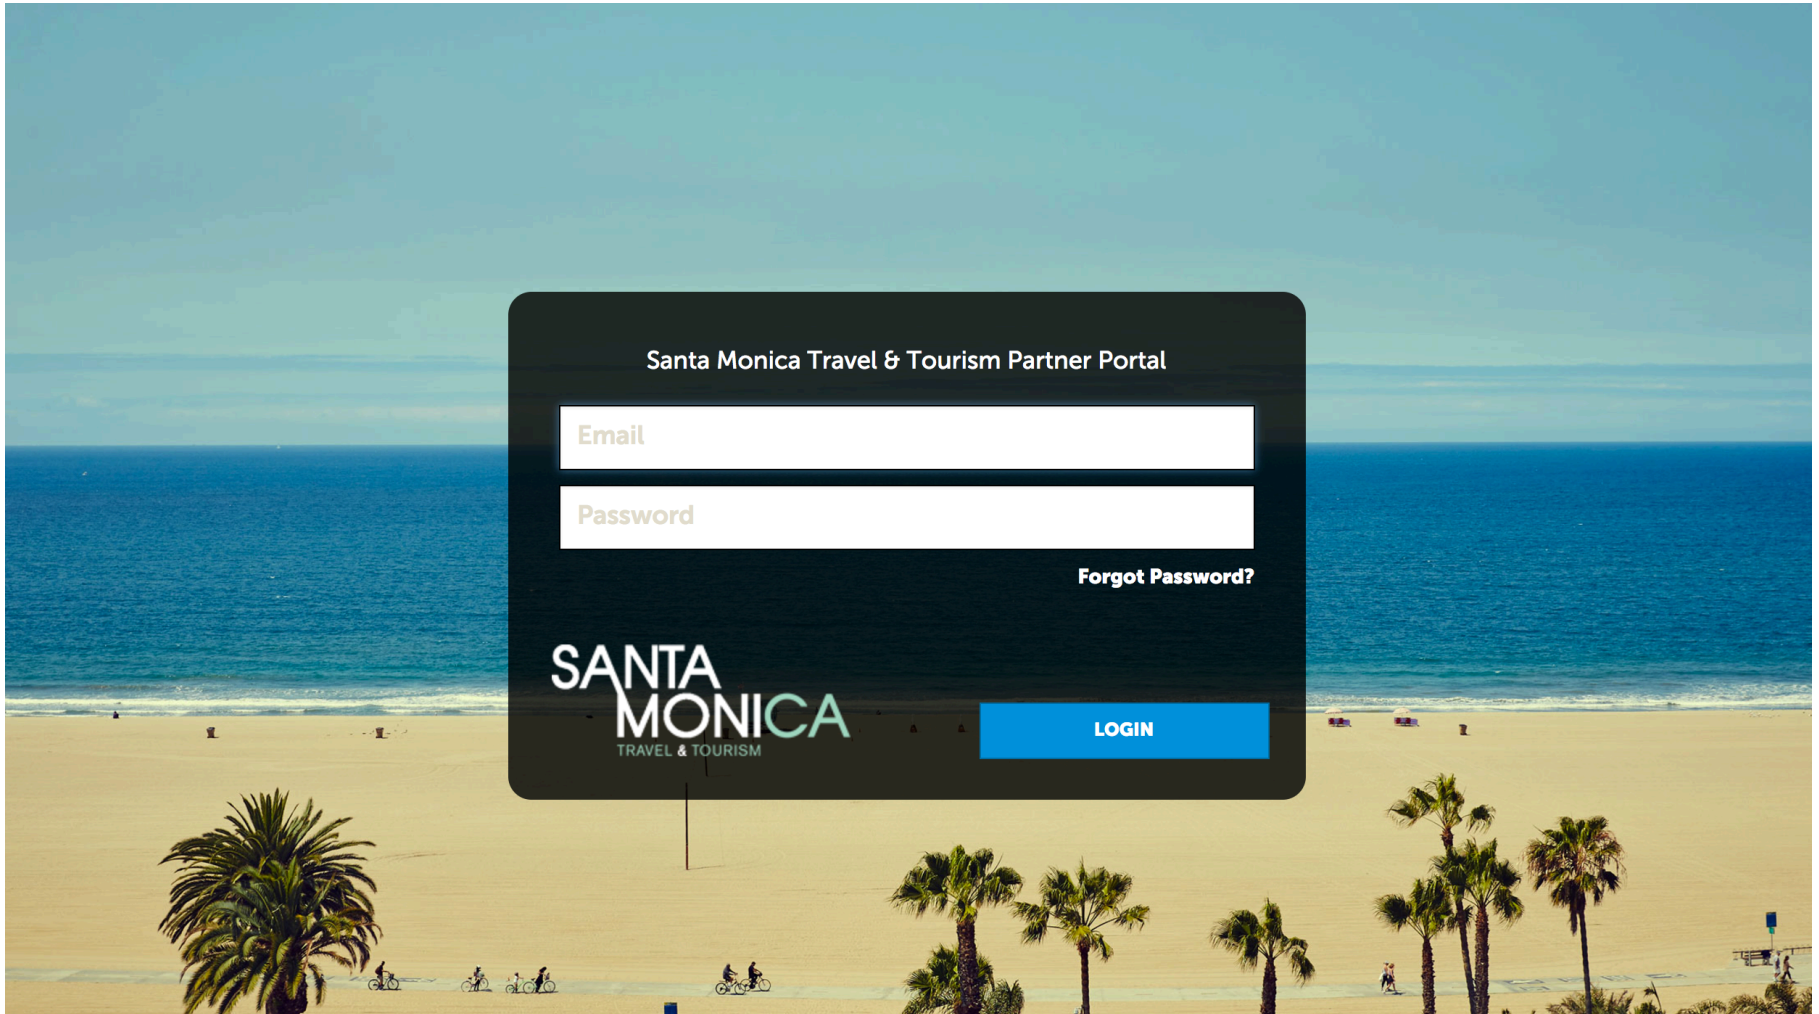 Santa Monica Travel & Tourism Partner Portal
Email
Password
Forgot Password?
SANTA
MONICA
TRAVEL & TOURISM
LOGIN